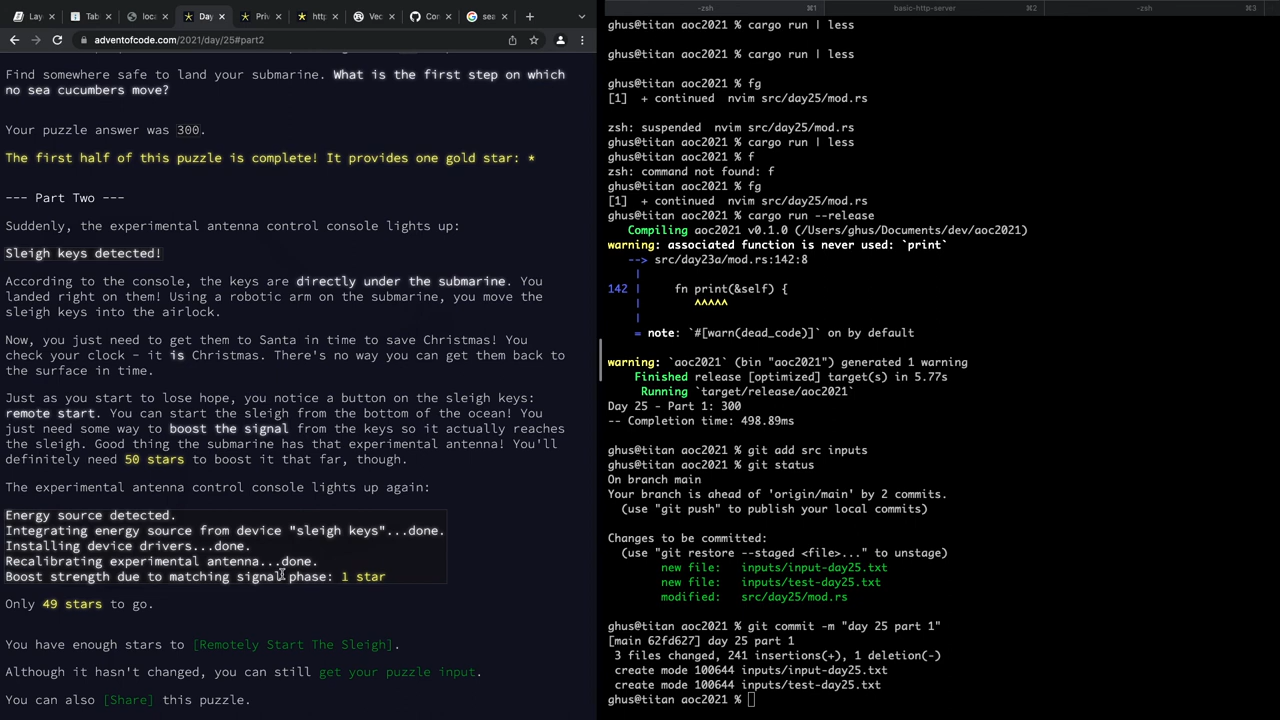 Lay
Tab
loca
Day
Priv
http
Vec
Con
sea
adventofcode.com/2021/day/25#part2
Find somewhere safe to land your submarine. What is the first step on which
no sea cucumbers move?
Your puzzle answer was 300.
The first half of this puzzle is complete! It provides one gold star: *
--- Part Two ---
Suddenly, the experimental antenna control console lights up:
Sleigh keys detected!
According to the console, the keys are directly under the submarine. You
landed right on them! Using a robotic arm on the submarine, you move the
sleigh keys into the airlock.
Now, you just need to get them to Santa in time to save Christmas! You
check your clock - it is Christmas. There's no way you can get them back to
the surface in time.
Just as you start to lose hope, you notice a button on the sleigh keys:
remote start. You can start the sleigh from the bottom of the ocean! You
just need some way to boost the signal from the keys so it actually reaches
the sleigh. Good thing the submarine has that experimental antenna! You'll
definitely need 50 stars to boost it that far, though.
The experimental antenna control console lights up again:
Energy source detected.
Integrating energy source from device "sleigh keys"...done.
Installing device drivers...done.
Recalibrating experimental antenna...done.
Boost strength due to matching signal phase: 1 star
Only 49 stars to go.
You have enough stars to [Remotely Start The Sleigh].
Although it hasn't changed, you can still get your puzzle input.
You can also [Share] this puzzle.
-zsh ⌘1 basic-http-server ⌘2 -zsh ⌘3
ghus@titan aoc2021 % cargo run | less
ghus@titan aoc2021 % cargo run | less
ghus@titan aoc2021 % fg
[1]  + continued  nvim src/day25/mod.rs
zsh: suspended  nvim src/day25/mod.rs
ghus@titan aoc2021 % cargo run | less
ghus@titan aoc2021 % f
zsh: command not found: f
ghus@titan aoc2021 % fg
[1]  + continued  nvim src/day25/mod.rs
ghus@titan aoc2021 % cargo run --release
Compiling aoc2021 v0.1.0 (/Users/ghus/Documents/dev/aoc2021)
warning: associated function is never used: `print`
--> src/day23a/mod.rs:142:8
|
142 |     fn print(&self) {
|        ^^^^^
|
= note: `#[warn(dead_code)]` on by default
warning: `aoc2021` (bin "aoc2021") generated 1 warning
Finished release [optimized] target(s) in 5.77s
Running `target/release/aoc2021`
Day 25 - Part 1: 300
-- Completion time: 498.89ms
ghus@titan aoc2021 % git add src inputs
ghus@titan aoc2021 % git status
On branch main
Your branch is ahead of 'origin/main' by 2 commits.
(use "git push" to publish your local commits)
Changes to be committed:
(use "git restore --staged <file>..." to unstage)
new file:   inputs/input-day25.txt
new file:   inputs/test-day25.txt
modified:   src/day25/mod.rs
ghus@titan aoc2021 % git commit -m "day 25 part 1"
[main 62fd627] day 25 part 1
3 files changed, 241 insertions(+), 1 deletion(-)
create mode 100644 inputs/input-day25.txt
create mode 100644 inputs/test-day25.txt
ghus@titan aoc2021 %